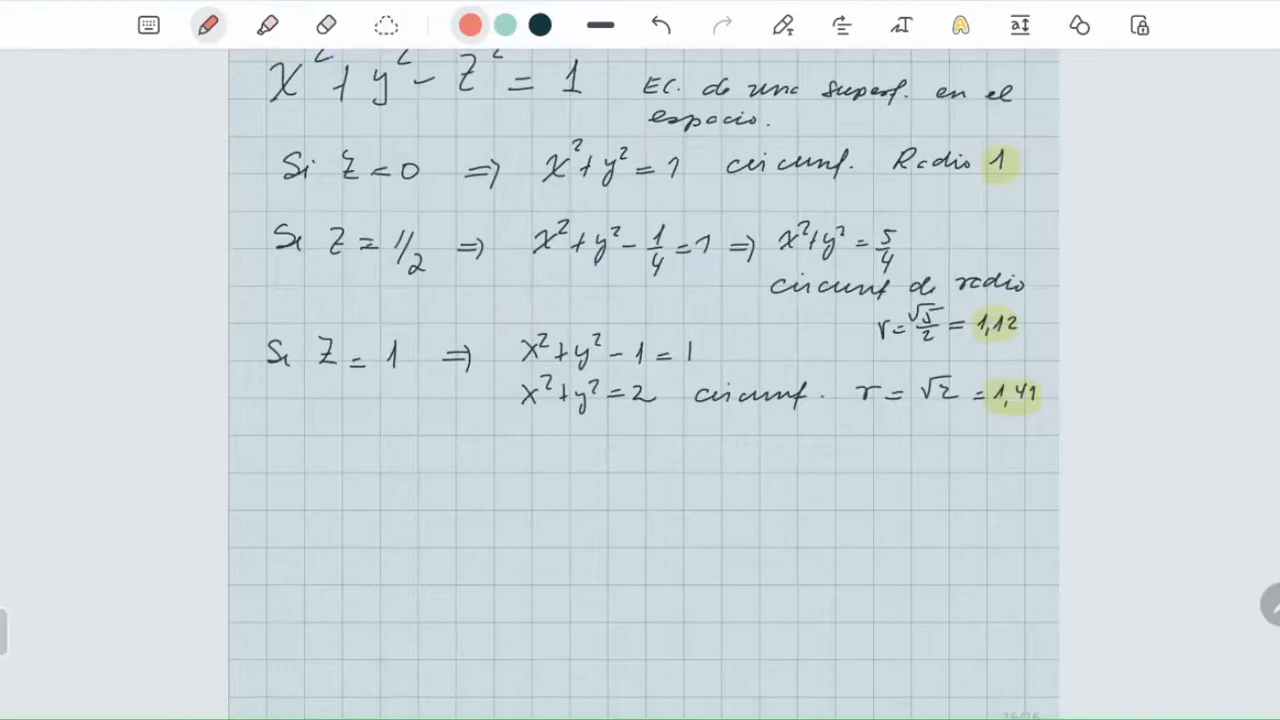 x² + y² - z² = 1 Ec. de una superf. en el
espacio.
Si z = 0 ⇒ x² + y² = 1 circunf. Radio 1
Si z = 1/2 ⇒ x² + y² - 1/4 = 1 ⇒ x² + y² = 5/4
circunf de radio
r = √5/2 = 1,12
Si z = 1 ⇒ x² + y² - 1 = 1
x² + y² = 2 circunf. r = √2 = 1,41